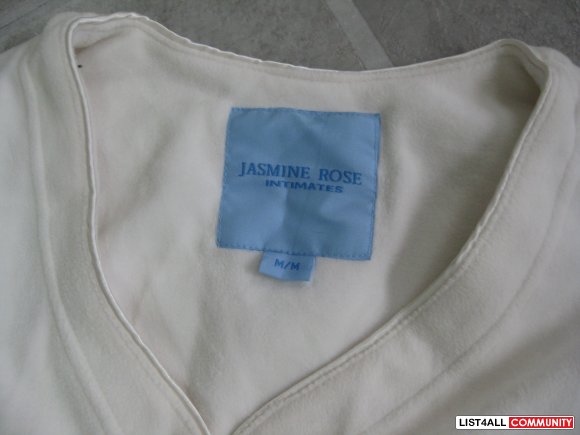 JASMINE ROSE
INTIMATES
M/M
LIST4ALL COMMUNITY